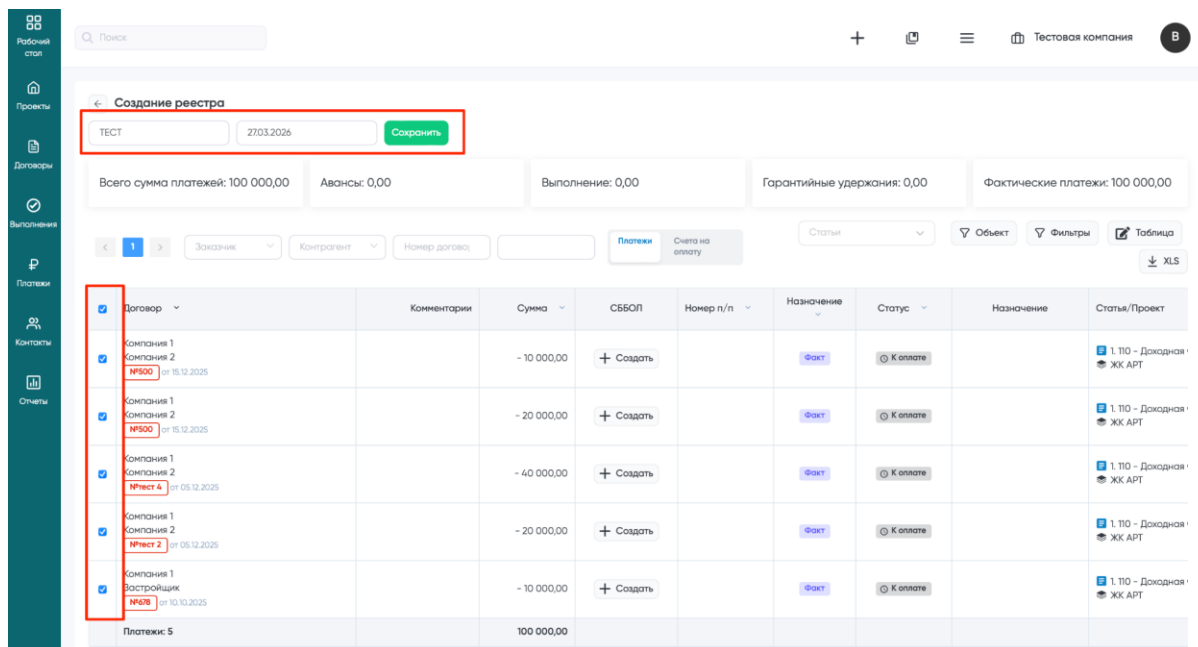 Рабочий
стол
Проекты
Договоры
Выполнения
Платежи
Контакты
Отчеты
Поиск
Тестовая компания
В
Создание реестра
ТЕСТ
27.03.2026
Сохранить
Всего сумма платежей: 100 000,00
Авансы: 0,00
Выполнение: 0,00
Гарантийные удержания: 0,00
Фактические платежи: 100 000,00
1
Заказчик
Контрагент
Номер договор
Платежи
Счета на
оплату
Статьи
Объект
Фильтры
Таблица
XLS
Договор
Комментарии
Сумма
СББОЛ
Номер п/п
Назначение
Статус
Назначение
Статья/Проект
Компания 1
Компания 2
№500 от 15.12.2025
- 10 000,00
Создать
Факт
К оплате
1. 110 - Доходная
ЖК АРТ
Компания 1
Компания 2
№500 от 15.12.2025
- 20 000,00
Создать
Факт
К оплате
1. 110 - Доходная
ЖК АРТ
Компания 1
Компания 2
№тест 4 от 05.12.2025
- 40 000,00
Создать
Факт
К оплате
1. 110 - Доходная
ЖК АРТ
Компания 1
Компания 2
№тест 2 от 05.12.2025
- 20 000,00
Создать
Факт
К оплате
1. 110 - Доходная
ЖК АРТ
Компания 1
Застройщик
№678 от 10.10.2025
- 10 000,00
Создать
Факт
К оплате
1. 110 - Доходная
ЖК АРТ
Платежи: 5
100 000,00